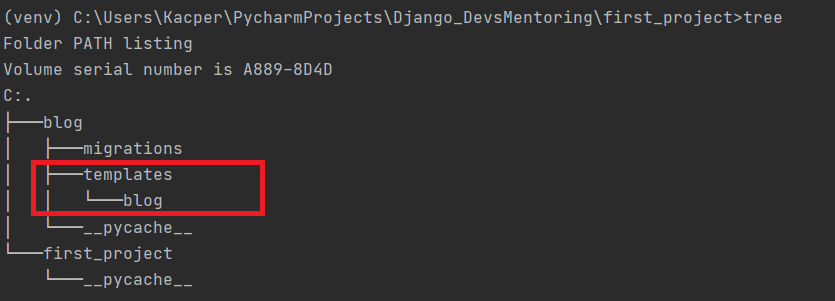 (venv) C:\Users\Kacper\PycharmProjects\Django_DevsMentoring\first_project>tree
Folder PATH listing
Volume serial number is A889-8D4D
C:.
├───blog
│   ├───migrations
│   ├───templates
│   │   └───blog
│   └───__pycache__
└───first_project
    └───__pycache__